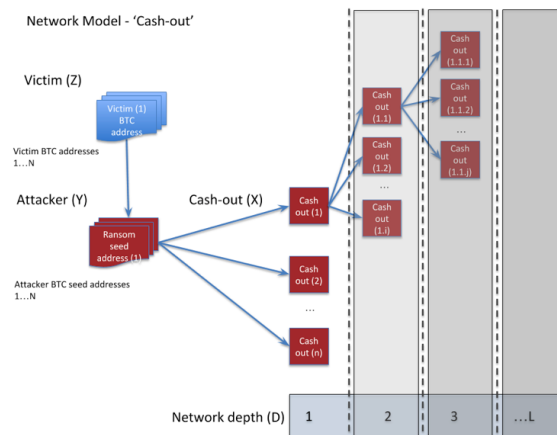 Network Model - ‘Cash-out’
Victim (Z)
Victim (1)
BTC
address
Victim BTC addresses
1…N
Attacker (Y)
Ransom
seed
address (1)
Attacker BTC seed addresses
1…N
Cash-out (X)
Cash
out (1)
Cash
out (2)
...
Cash
out (n)
Cash
out
(1.1)
Cash
out
(1.2)
...
Cash
out
(1.i)
Cash
out
(1.1.1)
Cash
out
(1.1.2)
...
Cash
out
(1.1.j)
Network depth (D)
1
2
3
...L